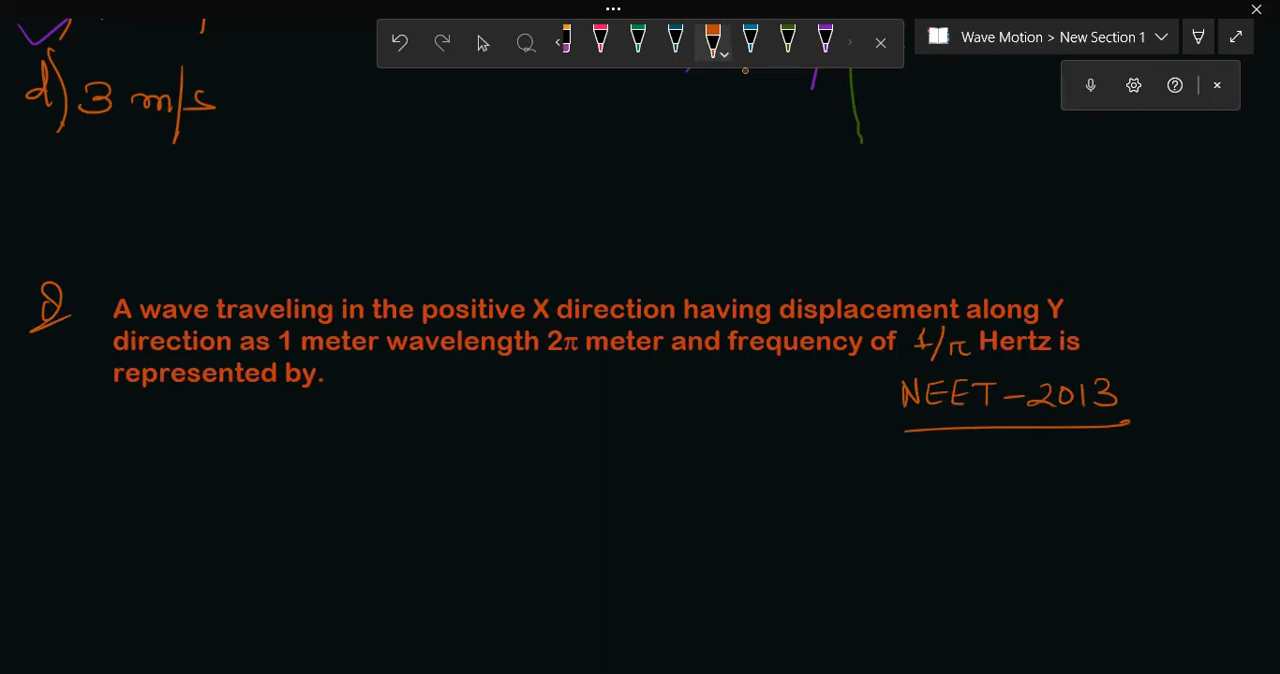 ...
Wave Motion > New Section 1
d) 3 m/s
Q
A wave traveling in the positive X direction having displacement along Y
direction as 1 meter wavelength 2π meter and frequency of 1/π Hertz is
represented by.
NEET-2013